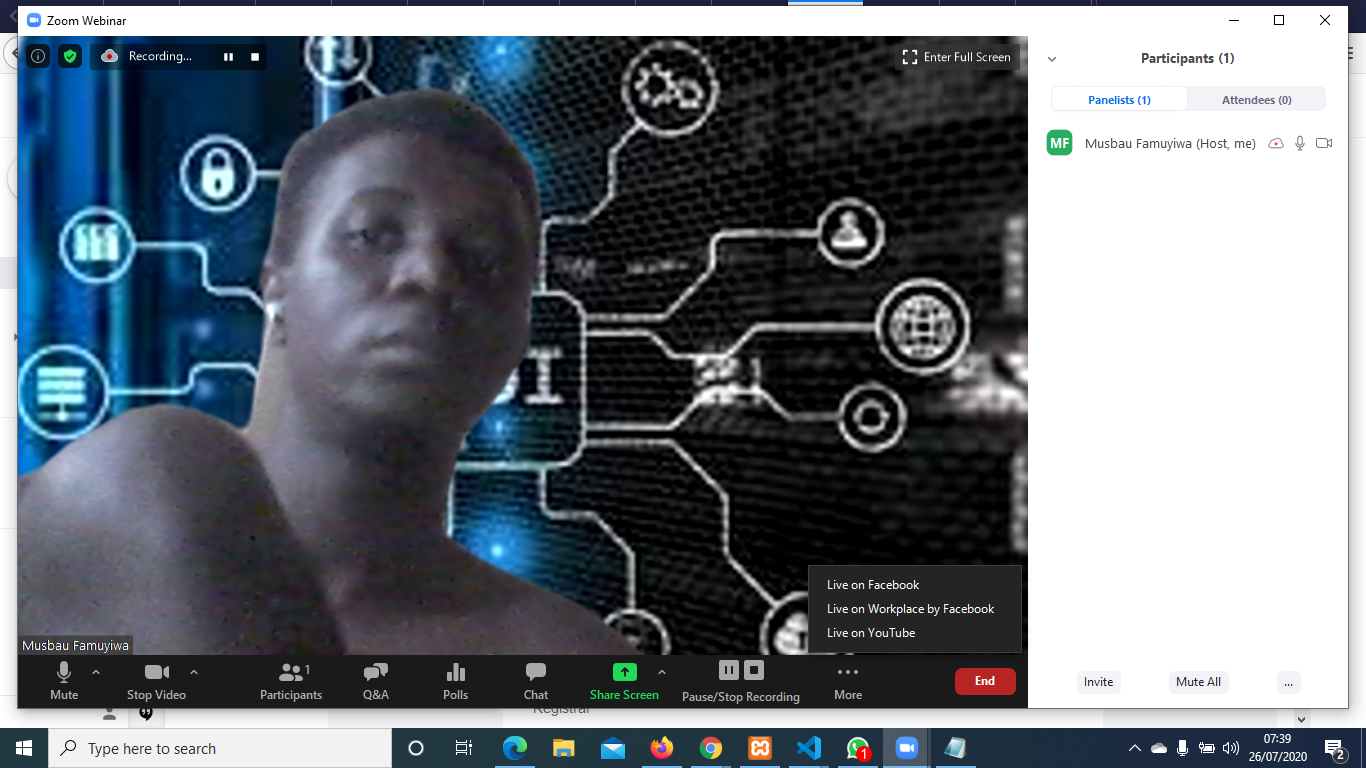 Zoom Webinar
Recording...
Enter Full Screen
Participants (1)
Panelists (1)
Attendees (0)
MF
Musbau Famuyiwa (Host, me)
Live on Facebook
Live on Workplace by Facebook
Live on YouTube
Musbau Famuyiwa
Mute
Stop Video
1
Participants
Q&A
Polls
Chat
Share Screen
Pause/Stop Recording
More
End
Invite
Mute All
...
Registrar
Type here to search
1
07:39
26/07/2020
2